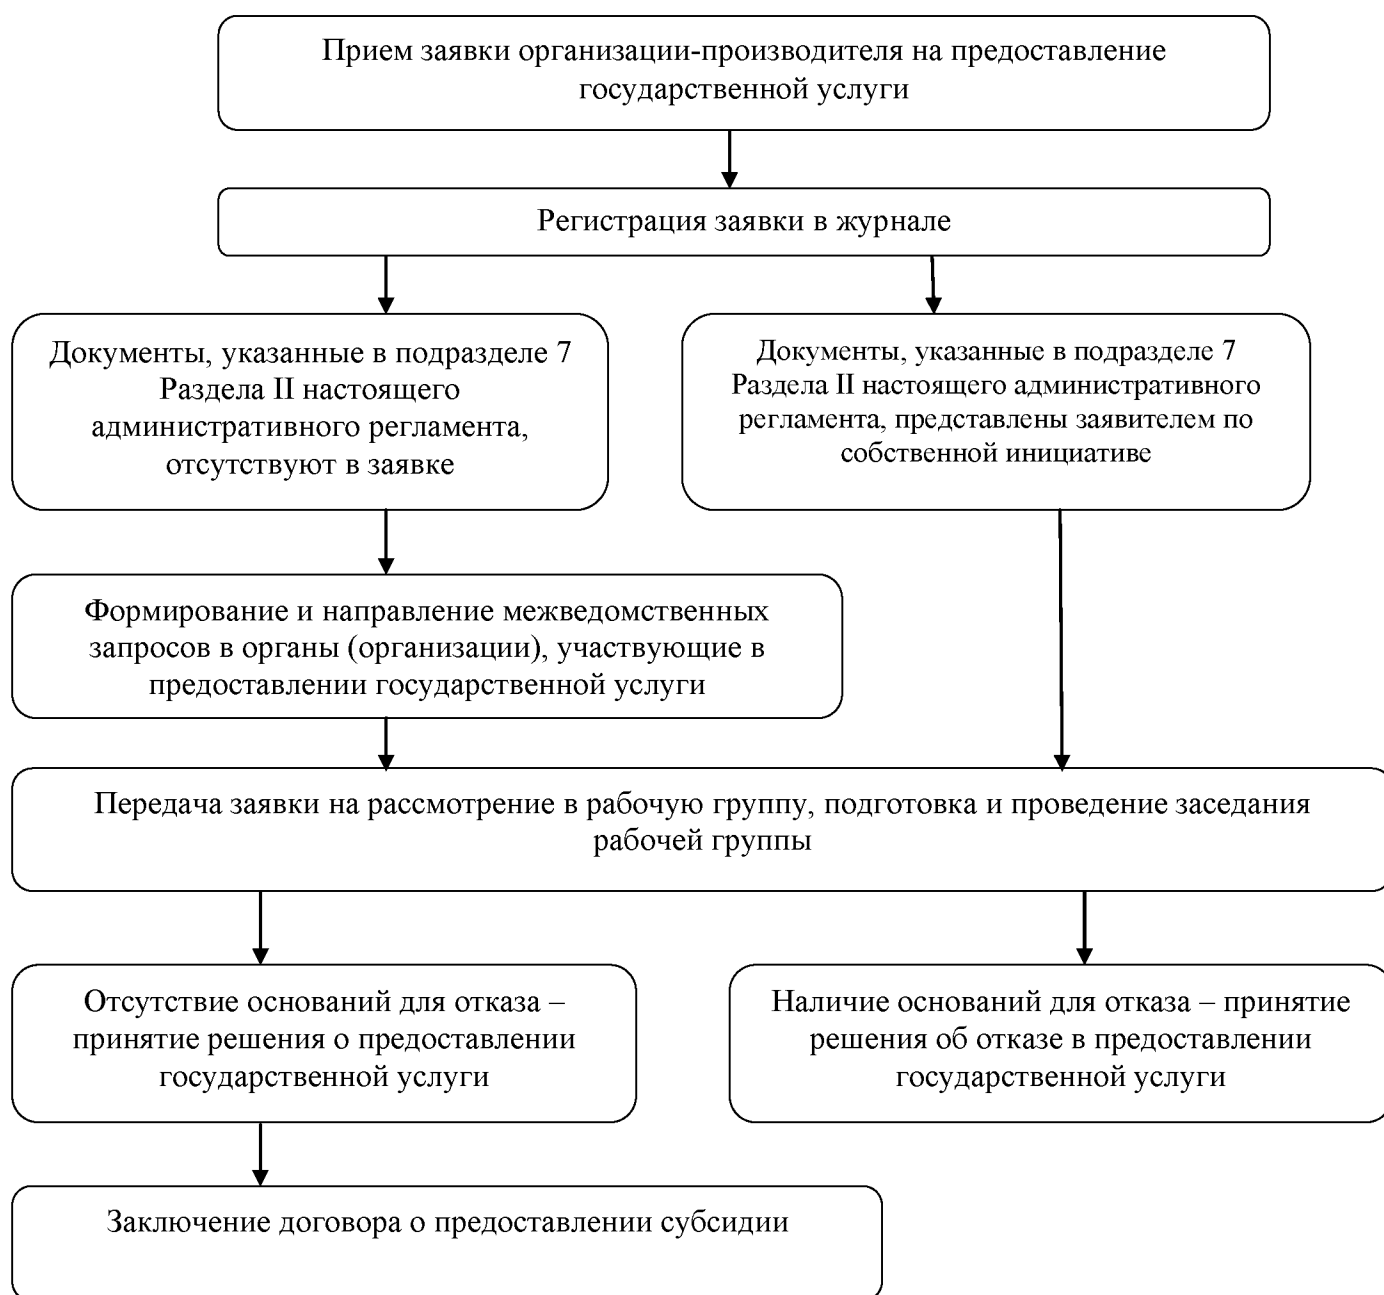 Прием заявки организации-производителя на предоставление
государственной услуги
Регистрация заявки в журнале
Документы, указанные в подразделе 7
Раздела II настоящего
административного регламента,
отсутствуют в заявке
Документы, указанные в подразделе 7
Раздела II настоящего административного
регламента, представлены заявителем по
собственной инициативе
Формирование и направление межведомственных
запросов в органы (организации), участвующие в
предоставлении государственной услуги
Передача заявки на рассмотрение в рабочую группу, подготовка и проведение заседания
рабочей группы
Отсутствие оснований для отказа –
принятие решения о предоставлении
государственной услуги
Наличие оснований для отказа – принятие
решения об отказе в предоставлении
государственной услуги
Заключение договора о предоставлении субсидии